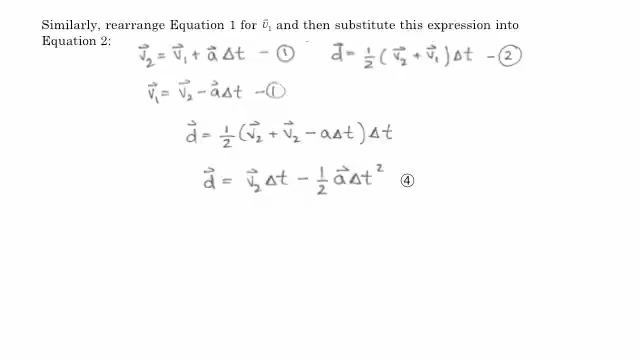 Similarly, rearrange Equation 1 for v⃗₁ and then substitute this expression into
Equation 2:
v⃗₂ = v⃗₁ + a⃗ Δt – ① d⃗ = 1/2 (v⃗₂ + v⃗₁) Δt – ②
v⃗₁ = v⃗₂ – a⃗ Δt – ①
d⃗ = 1/2 (v⃗₂ + v⃗₂ – aΔt) Δt
d⃗ = v⃗₂ Δt – 1/2 a⃗ Δt² ④